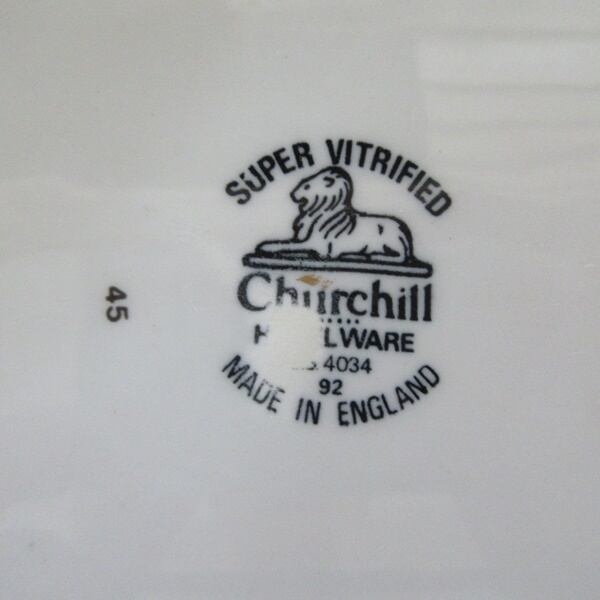 SUPER VITRIFIED
Churchill
4034
92
MADE IN ENGLAND
45